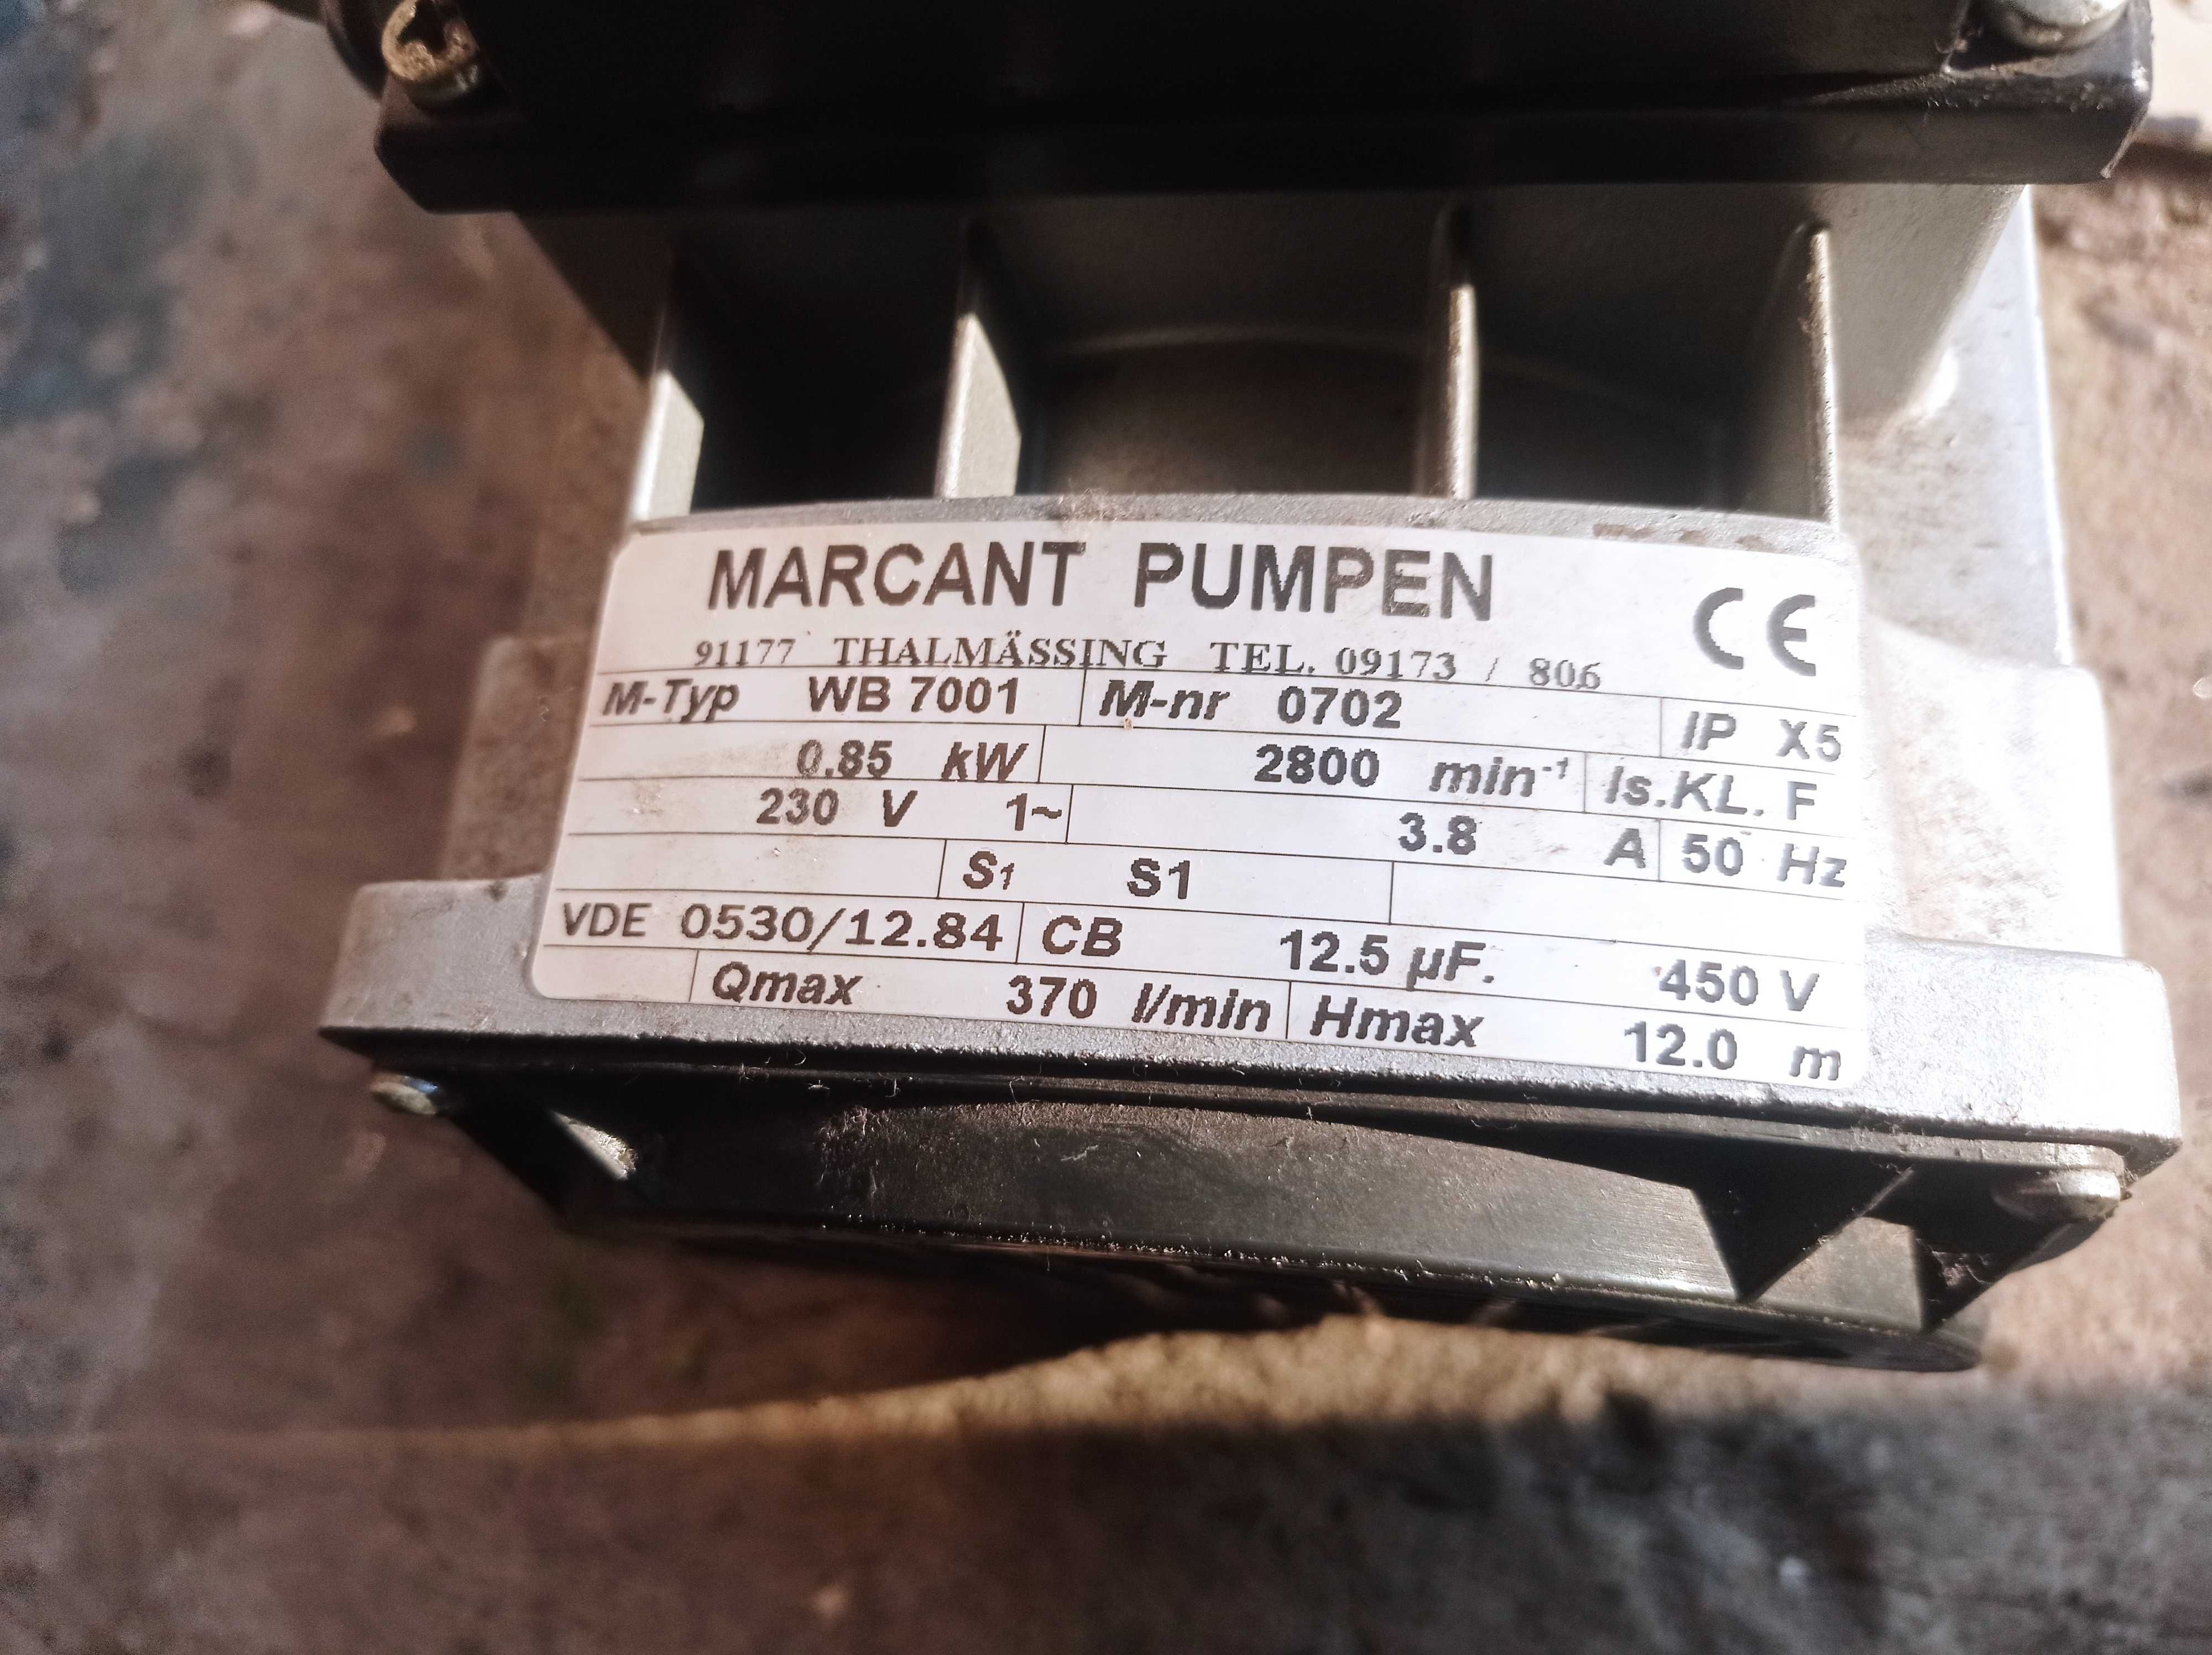 MARCANT PUMPEN
CE
91177 THALMÄSSING TEL. 09173 / 806
M-Typ WB 7001 M-nr 0702 IP X5
0.85 kW 2800 min⁻¹ Is.KL. F
230 V 1~ 3.8 A 50 Hz
S1 S1
VDE 0530/12.84 CB 12.5 µF. 450 V
Qmax 370 l/min Hmax 12.0 m